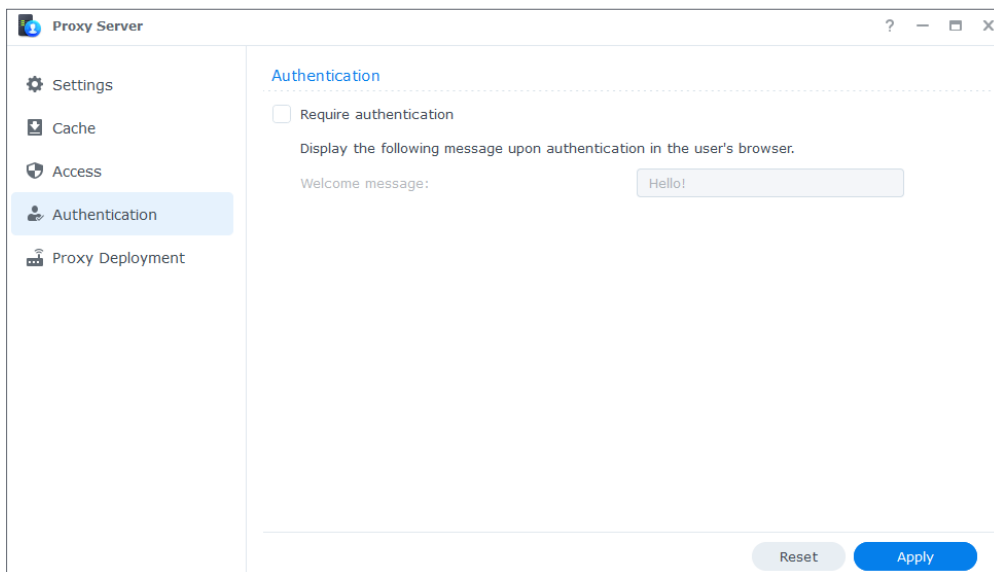 Proxy Server
?
Settings
Cache
Access
Authentication
Proxy Deployment
Authentication
Require authentication
Display the following message upon authentication in the user's browser.
Welcome message: Hello!
Reset Apply